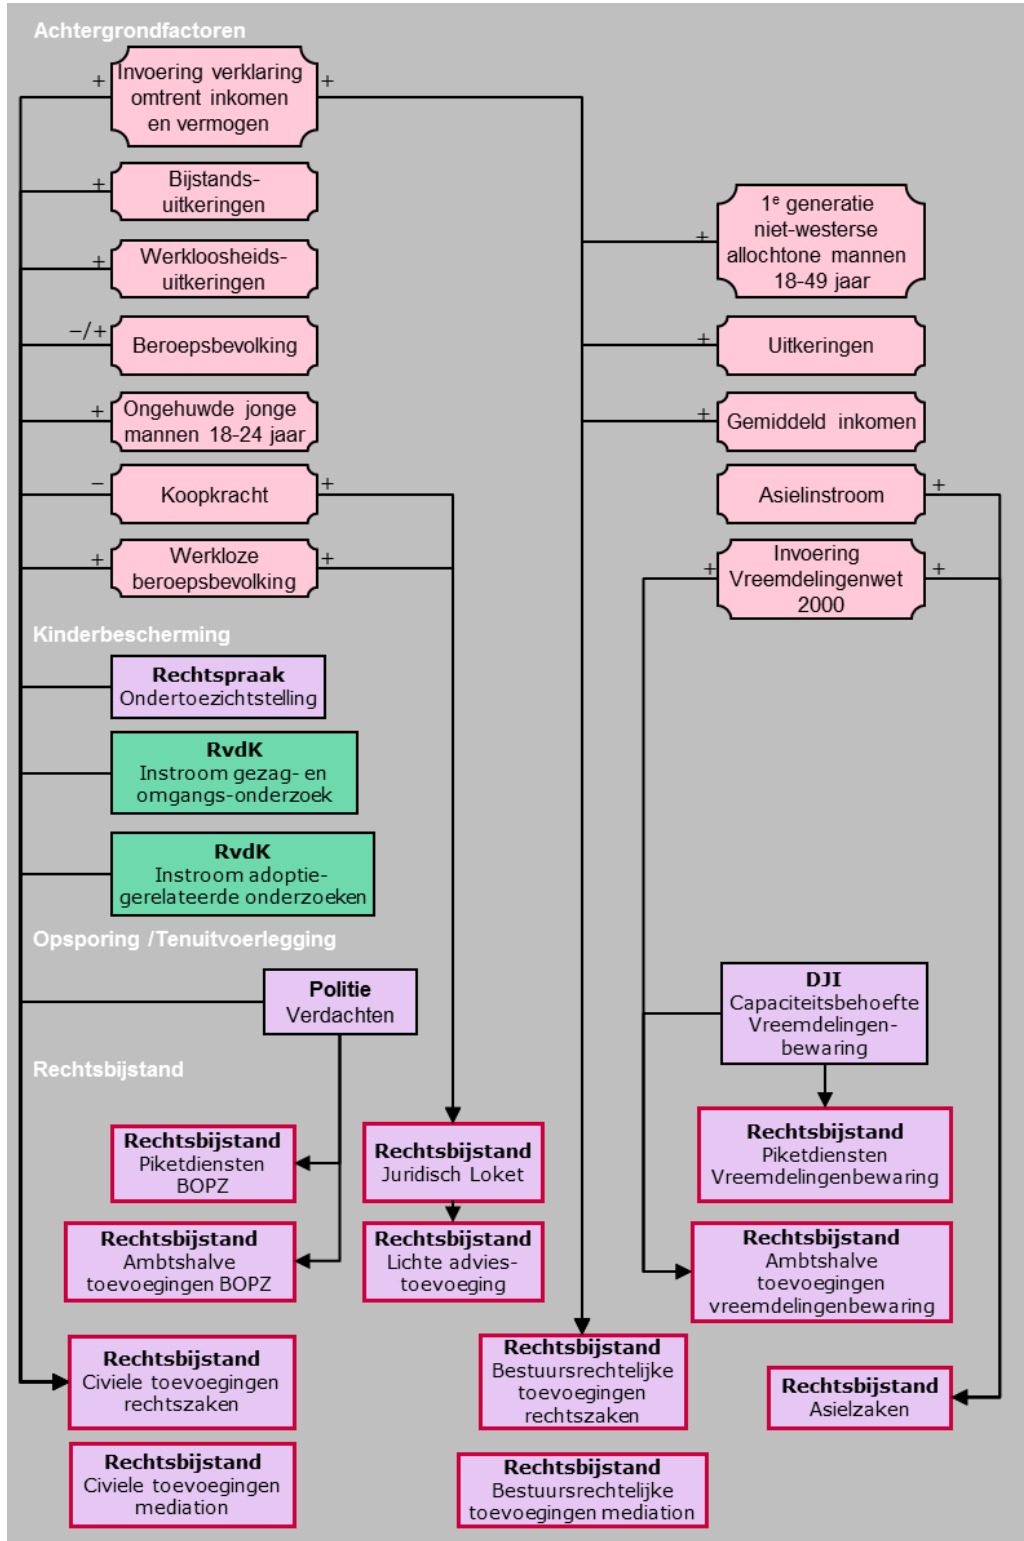 Achtergrondfactoren
+
Invoering verklaring
omtrent inkomen
en vermogen
+
+
Bijstands-
uitkeringen
+
Werkloosheids-
uitkeringen
−/+
Beroepsbevolking
+
Ongehuwde jonge
mannen 18-24 jaar
−
Koopkracht
+
+
Werkloze
beroepsbevolking
+
+
1e generatie
niet-westerse
allochtone mannen
18-49 jaar
+
Uitkeringen
+
Gemiddeld inkomen
Asielinstroom
+
+
Invoering
Vreemdelingenwet
2000
+
Kinderbescherming
Rechtspraak
Ondertoezichtstelling
RvdK
Instroom gezag- en
omgangs-onderzoek
RvdK
Instroom adoptie-
gerelateerde onderzoeken
Opsporing /Tenuitvoerlegging
Politie
Verdachten
DJI
Capaciteitsbehoefte
Vreemdelingen-
bewaring
Rechtsbijstand
Rechtsbijstand
Piketdiensten
BOPZ
Rechtsbijstand
Juridisch Loket
Rechtsbijstand
Piketdiensten
Vreemdelingenbewaring
Rechtsbijstand
Ambtshalve
toevoegingen BOPZ
Rechtsbijstand
Lichte advies-
toevoeging
Rechtsbijstand
Ambtshalve
toevoegingen
vreemdelingenbewaring
Rechtsbijstand
Civiele toevoegingen
rechtszaken
Rechtsbijstand
Bestuursrechtelijke
toevoegingen
rechtszaken
Rechtsbijstand
Asielzaken
Rechtsbijstand
Civiele toevoegingen
mediation
Rechtsbijstand
Bestuursrechtelijke
toevoegingen mediation